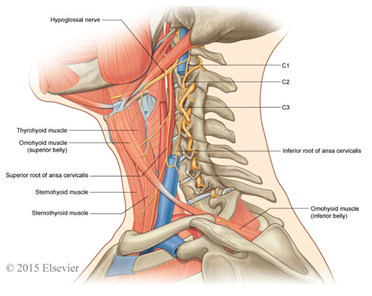 Hypoglossal nerve
C1
C2
C3
Thyrohyoid muscle
Omohyoid muscle
(superior belly)
Inferior root of ansa cervicalis
Superior root of ansa cervicalis
Sternohyoid muscle
Omohyoid muscle
(inferior belly)
Sternothyroid muscle
© 2015 Elsevier